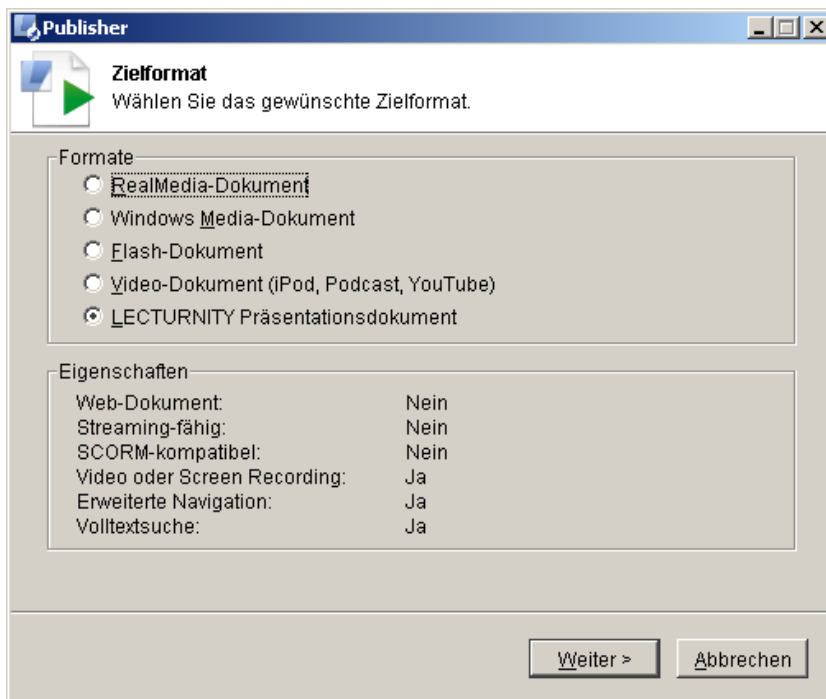 Publisher
Zielformat
Wählen Sie das gewünschte Zielformat.
Formate
RealMedia-Dokument
Windows Media-Dokument
Flash-Dokument
Video-Dokument (iPod, Podcast, YouTube)
LECTURNITY Präsentationsdokument
Eigenschaften
Web-Dokument: Nein
Streaming-fähig: Nein
SCORM-kompatibel: Nein
Video oder Screen Recording: Ja
Erweiterte Navigation: Ja
Volltextsuche: Ja
Weiter > Abbrechen